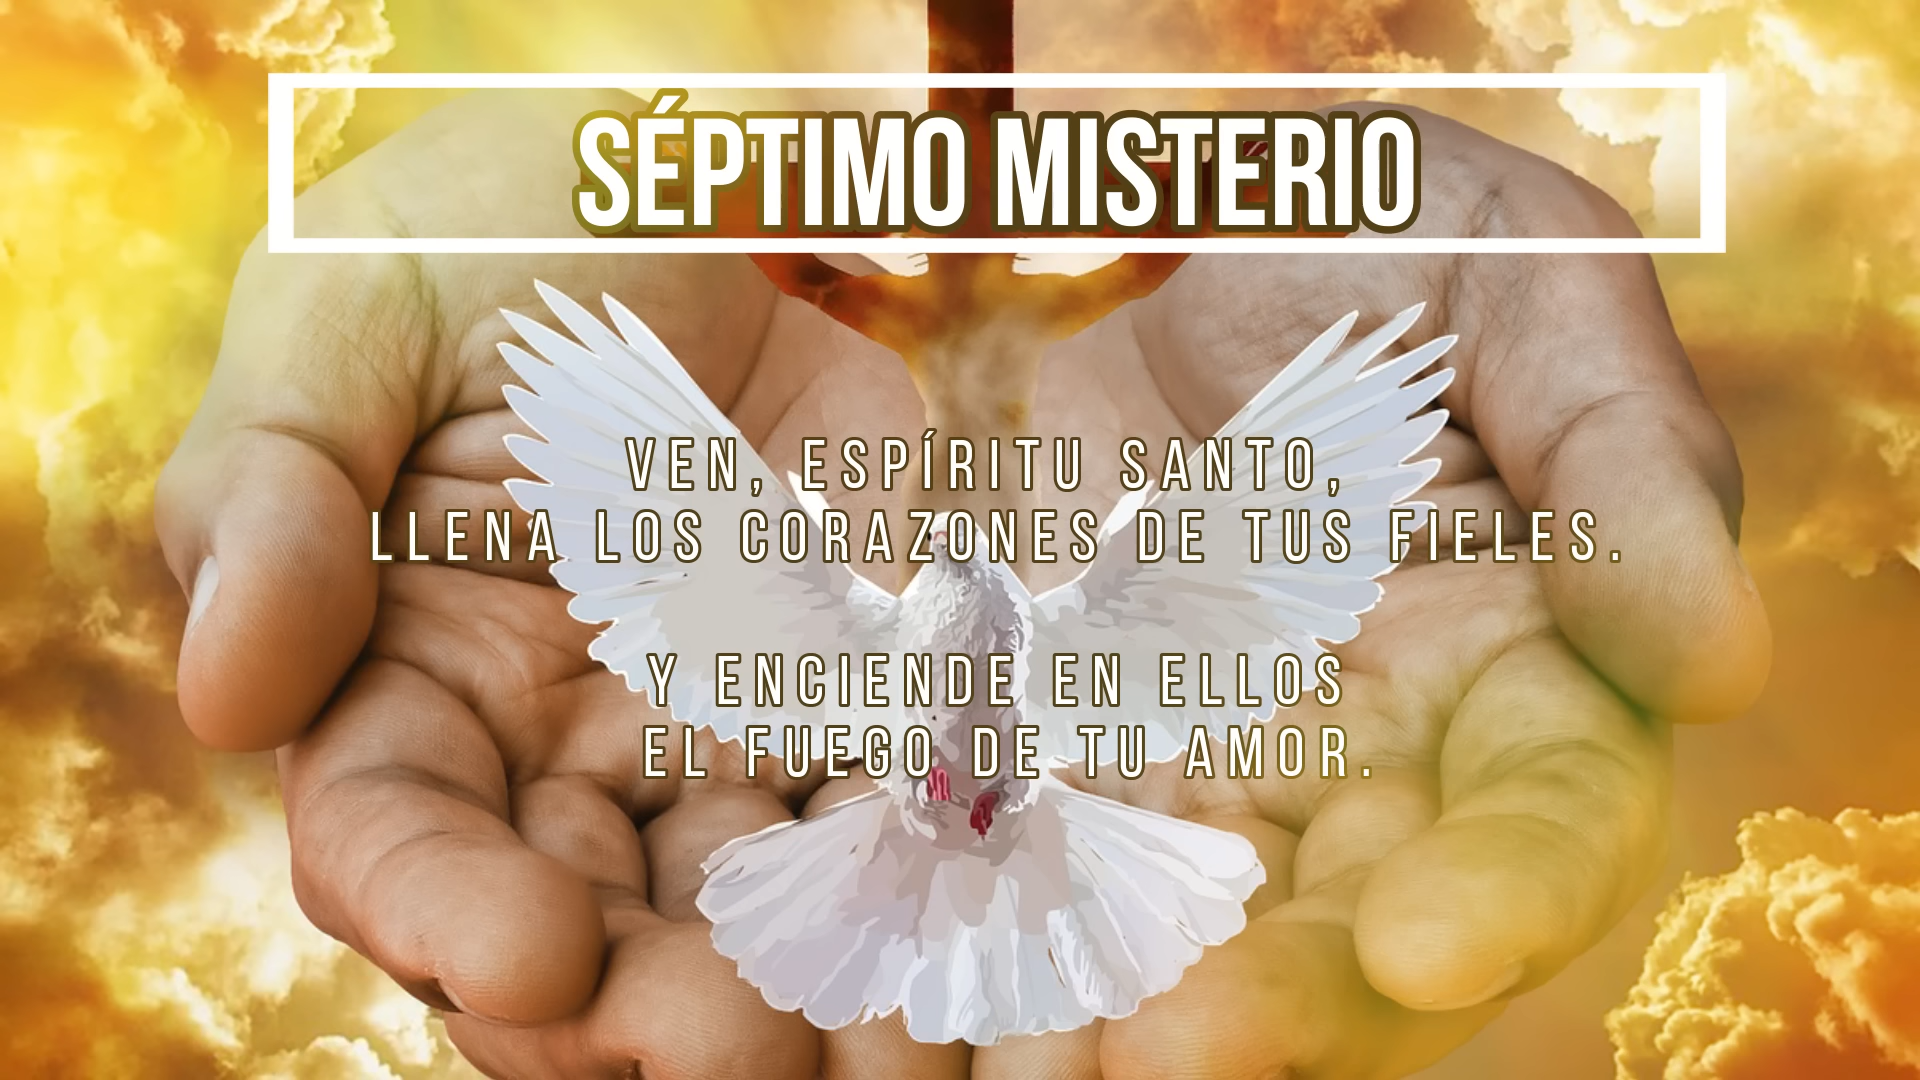 SÉPTIMO MISTERIO
VEN, ESPÍRITU SANTO,
LLENA LOS CORAZONES DE TUS FIELES.
Y ENCIENDE EN ELLOS
EL FUEGO DE TU AMOR.